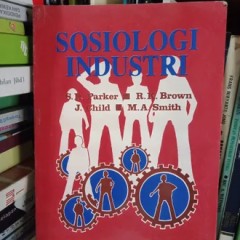 SOSIOLOGI
INDUSTRI
S. R. Parker ■ R. K. Brown
J. Child ■ M. A. Smith